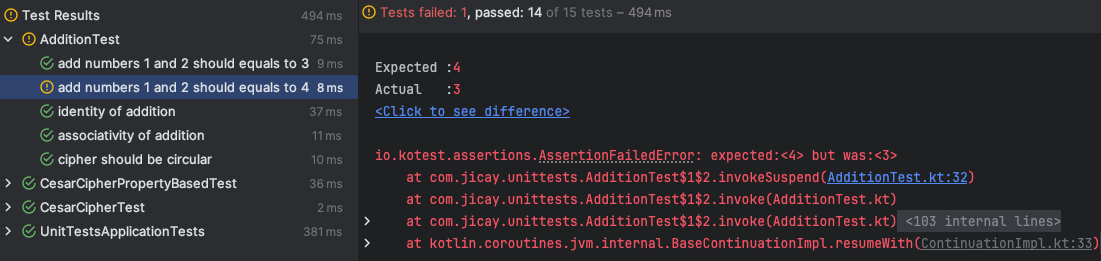 Test Results 494 ms
AdditionTest 75 ms
add numbers 1 and 2 should equals to 3 9 ms
add numbers 1 and 2 should equals to 4 8 ms
identity of addition 37 ms
associativity of addition 11 ms
cipher should be circular 10 ms
CesarCipherPropertyBasedTest 36 ms
CesarCipherTest 2 ms
UnitTestsApplicationTests 381 ms
Tests failed: 1, passed: 14 of 15 tests – 494 ms
Expected :4
Actual :3
<Click to see difference>
io.kotest.assertions.AssertionFailedError: expected:<4> but was:<3>
at com.jicay.unittests.AdditionTest$1$2.invokeSuspend(AdditionTest.kt:32)
at com.jicay.unittests.AdditionTest$1$2.invoke(AdditionTest.kt)
at com.jicay.unittests.AdditionTest$1$2.invoke(AdditionTest.kt) <103 internal lines>
at kotlin.coroutines.jvm.internal.BaseContinuationImpl.resumeWith(ContinuationImpl.kt:33)